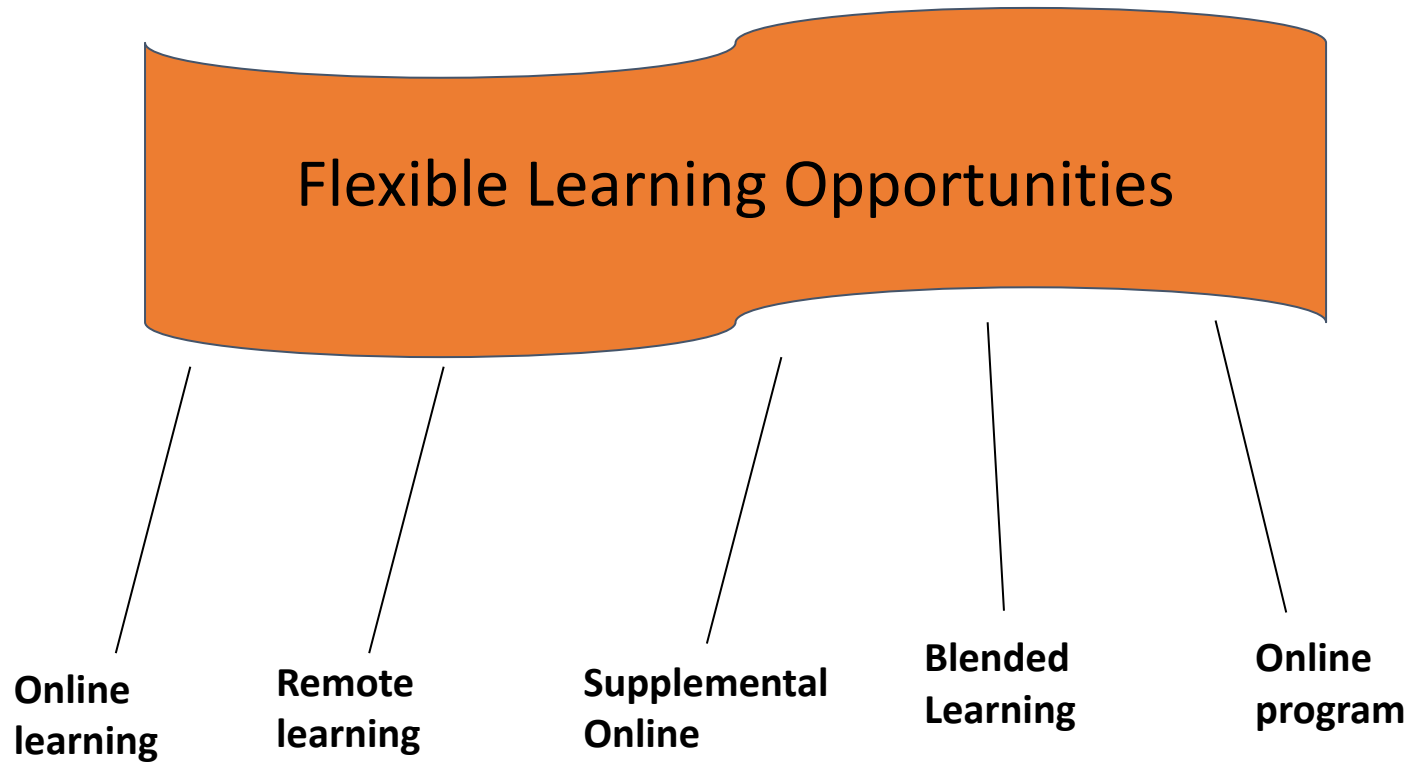 Flexible Learning Opportunities
Online
learning
Remote
learning
Supplemental
Online
Blended
Learning
Online
program